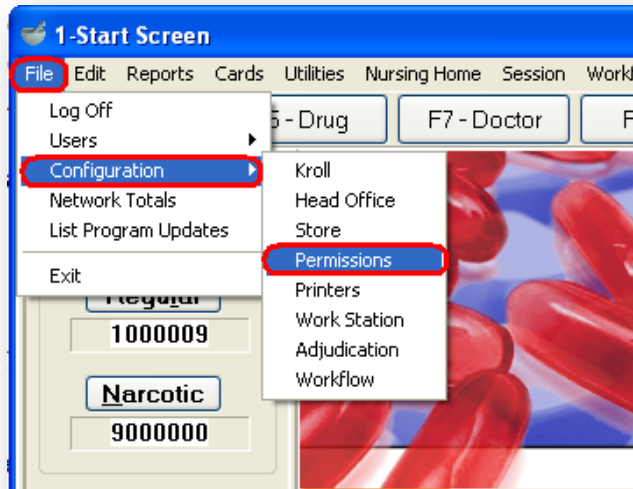 1-Start Screen
File Edit Reports Cards Utilities Nursing Home Session
- Drug F7 - Doctor F
Log Off
Users
Configuration
Network Totals
List Program Updates
Exit
Kroll
Head Office
Store
Permissions
Printers
Work Station
Adjudication
Workflow
Regular
1000009
Narcotic
9000000